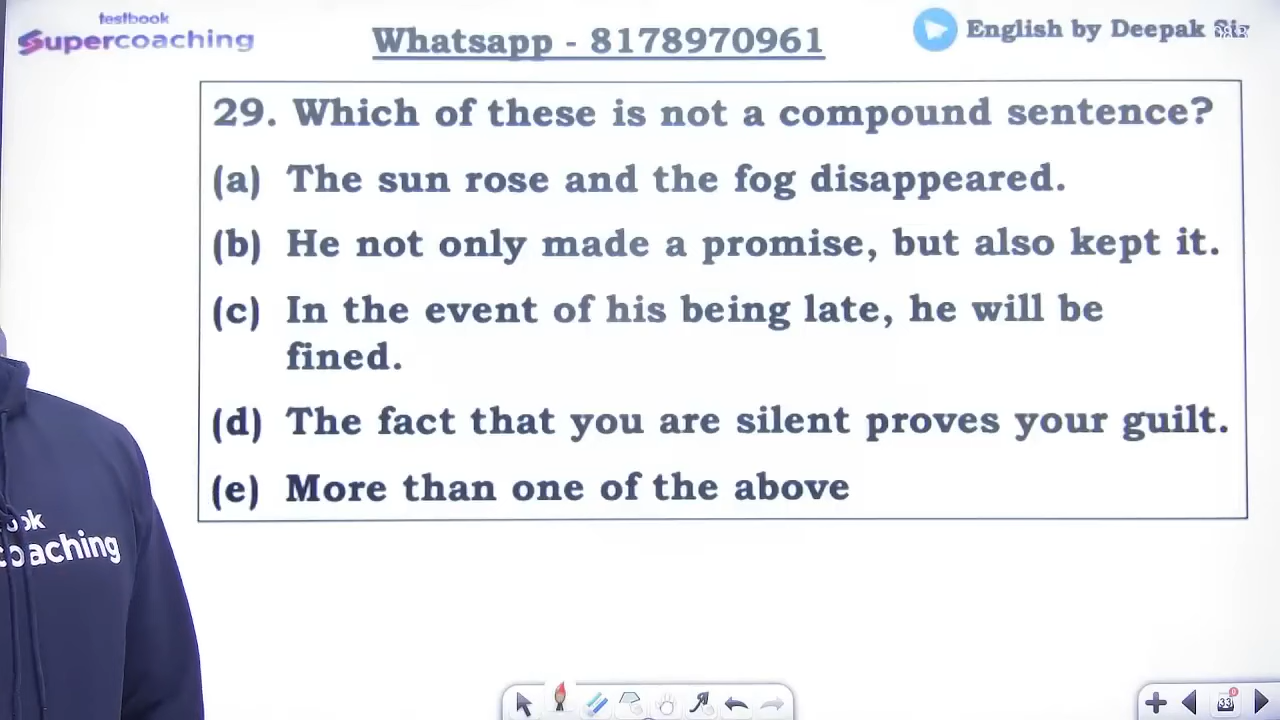 testbook
Supercoaching
Whatsapp - 8178970961
English by Deepak Sir
29. Which of these is not a compound sentence?
(a) The sun rose and the fog disappeared.
(b) He not only made a promise, but also kept it.
(c) In the event of his being late, he will be
fined.
(d) The fact that you are silent proves your guilt.
(e) More than one of the above
ook
coaching
33